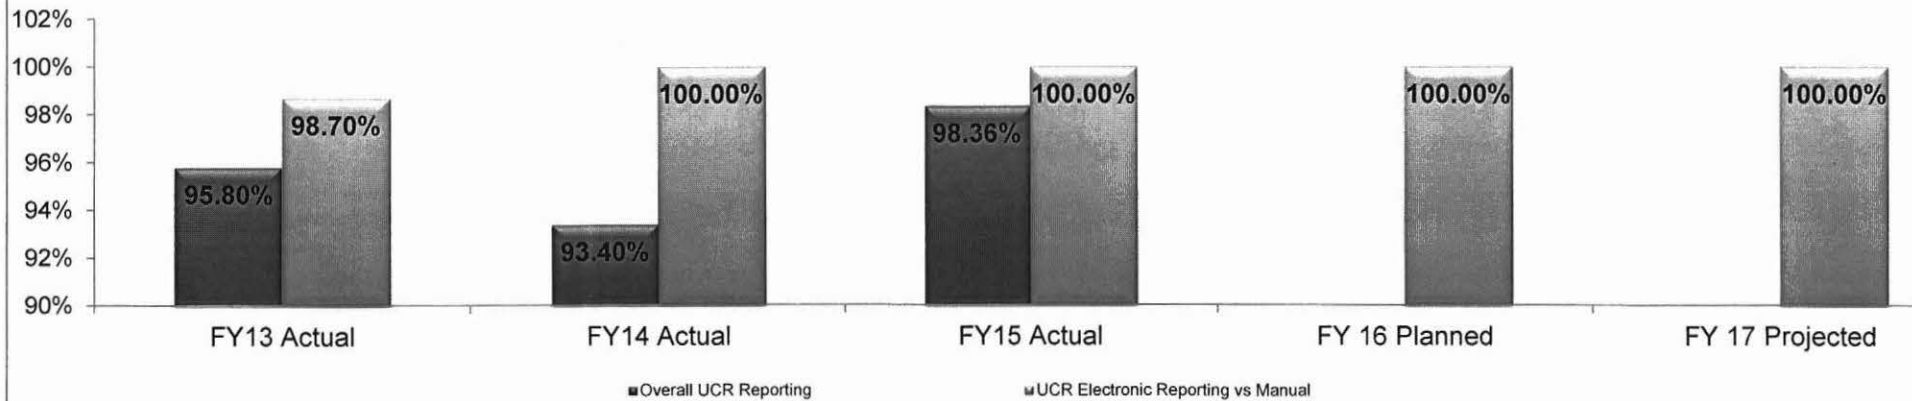 102%
100%
98%
96%
94%
92%
90%
95.80%
98.70%
93.40%
100.00%
98.36%
100.00%
100.00%
100.00%
FY13 Actual
FY14 Actual
FY15 Actual
FY 16 Planned
FY 17 Projected
Overall UCR Reporting
UCR Electronic Reporting vs Manual